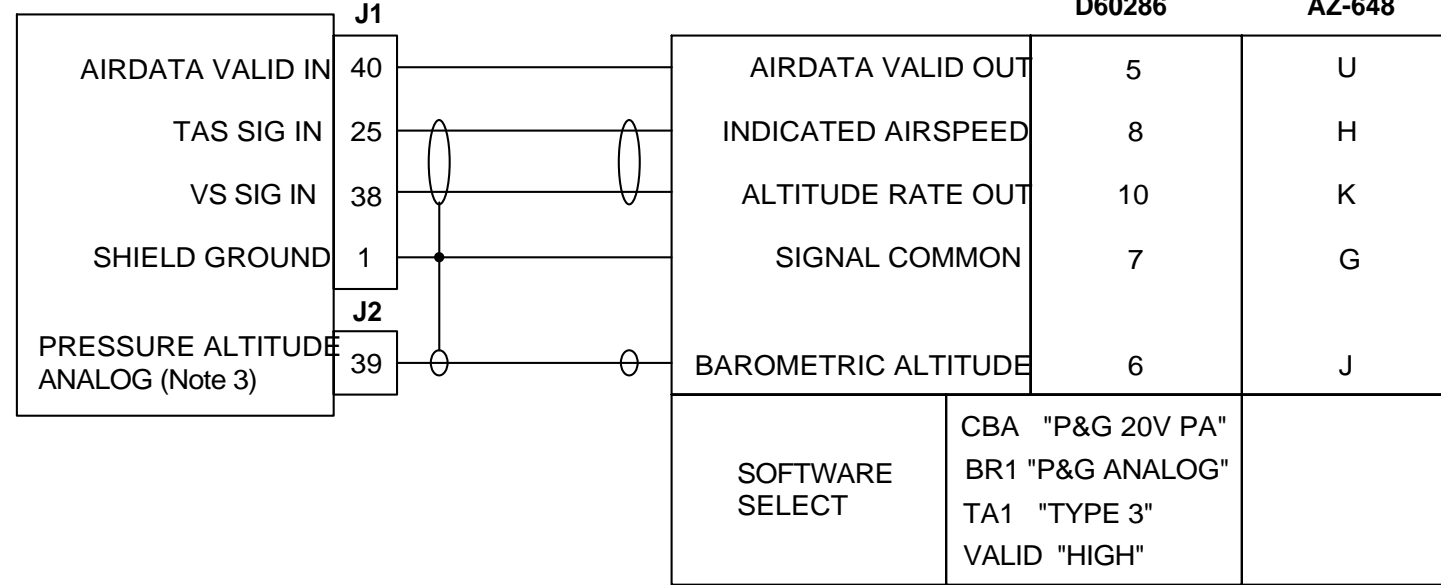 J1 D60286 AZ-648
AIRDATA VALID IN 40 AIRDATA VALID OUT 5 U
TAS SIG IN 25 INDICATED AIRSPEED 8 H
VS SIG IN 38 ALTITUDE RATE OUT 10 K
SHIELD GROUND 1 SIGNAL COMMON 7 G
J2
PRESSURE ALTITUDE
ANALOG (Note 3) 39 BAROMETRIC ALTITUDE 6 J
SOFTWARE
SELECT
CBA "P&G 20V PA"
BR1 "P&G ANALOG"
TA1 "TYPE 3"
VALID "HIGH"